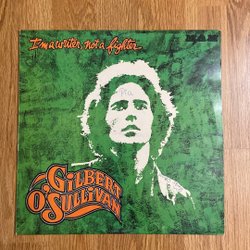 I'm a writer, not a fighter
MAM
GILBERT
O'SULLIVAN